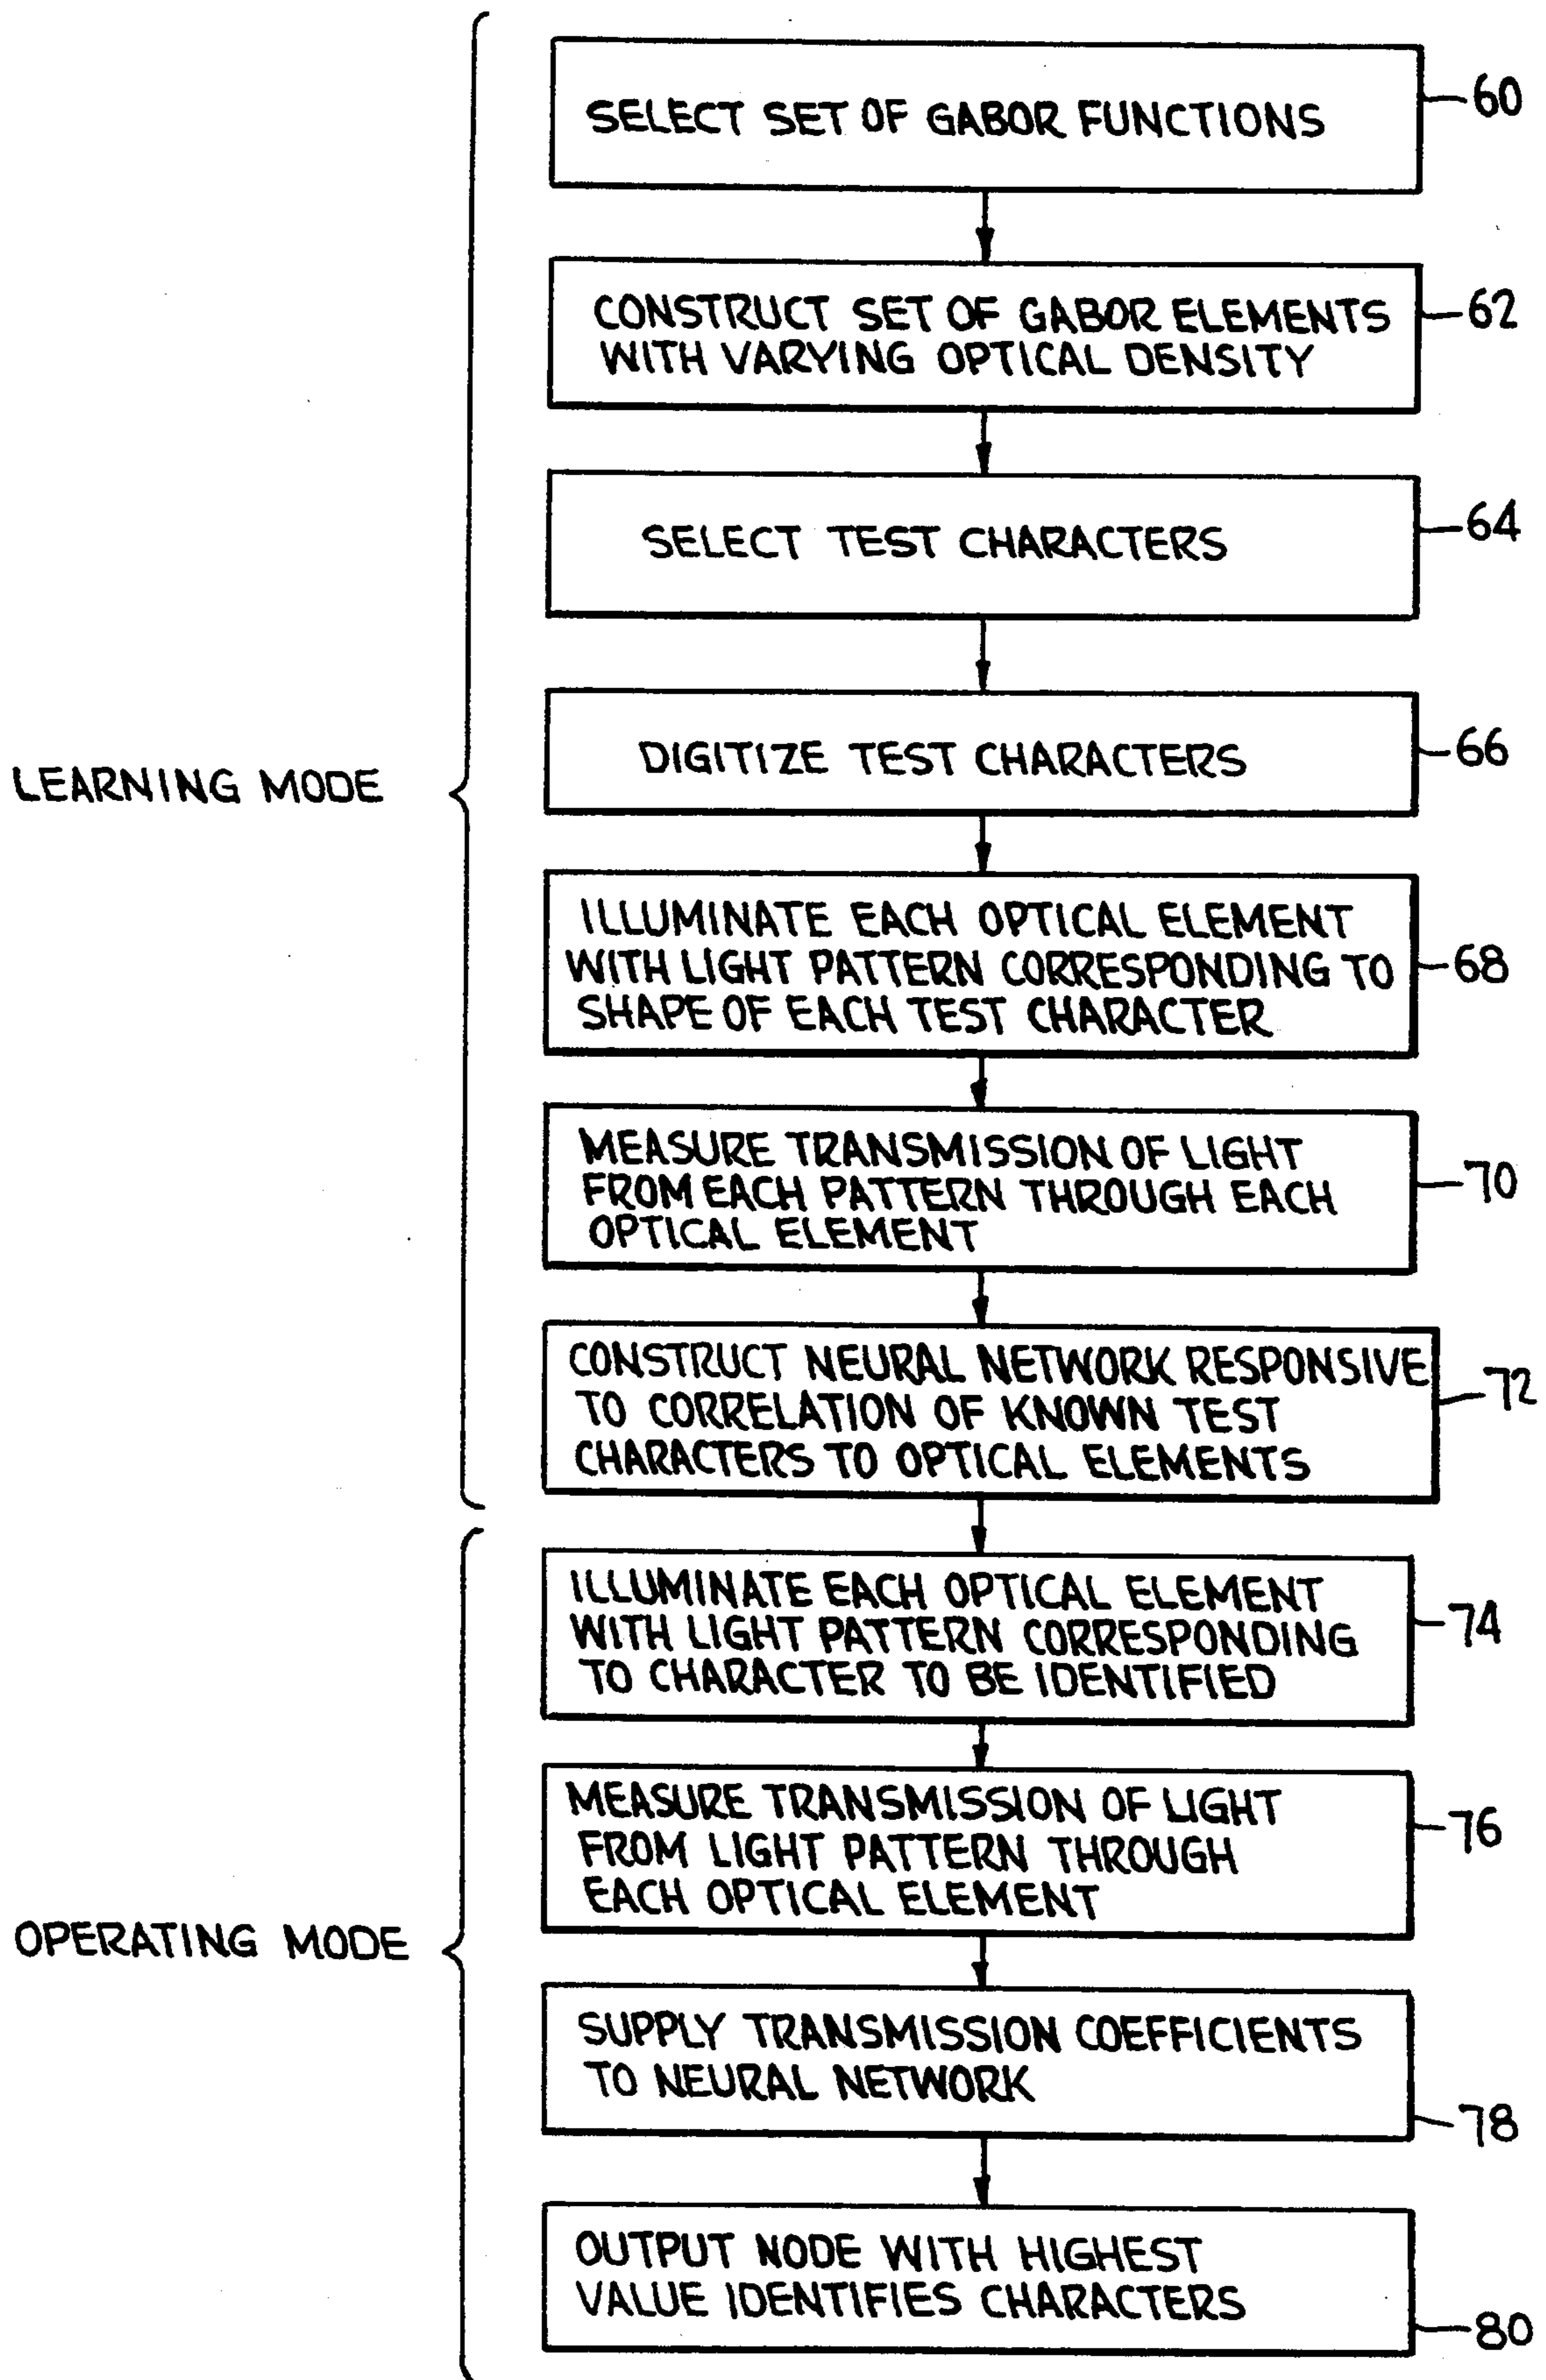 SELECT SET OF GABOR FUNCTIONS
60
CONSTRUCT SET OF GABOR ELEMENTS
WITH VARYING OPTICAL DENSITY
62
SELECT TEST CHARACTERS
64
DIGITIZE TEST CHARACTERS
66
LEARNING MODE
ILLUMINATE EACH OPTICAL ELEMENT
WITH LIGHT PATTERN CORRESPONDING TO
SHAPE OF EACH TEST CHARACTER
68
MEASURE TRANSMISSION OF LIGHT
FROM EACH PATTERN THROUGH EACH
OPTICAL ELEMENT
70
CONSTRUCT NEURAL NETWORK RESPONSIVE
TO CORRELATION OF KNOWN TEST
CHARACTERS TO OPTICAL ELEMENTS
72
ILLUMINATE EACH OPTICAL ELEMENT
WITH LIGHT PATTERN CORRESPONDING
TO CHARACTER TO BE IDENTIFIED
74
MEASURE TRANSMISSION OF LIGHT
FROM LIGHT PATTERN THROUGH
EACH OPTICAL ELEMENT
76
OPERATING MODE
SUPPLY TRANSMISSION COEFFICIENTS
TO NEURAL NETWORK
78
OUTPUT NODE WITH HIGHEST
VALUE IDENTIFIES CHARACTERS
80